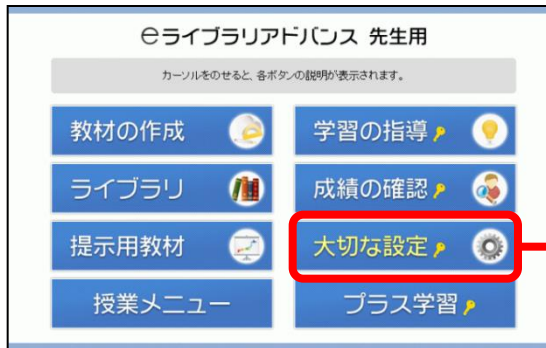 eライブラリアドバンス 先生用
カーソルをのせると、各ボタンの説明が表示されます。
教材の作成
学習の指導
ライブラリ
成績の確認
提示用教材
大切な設定
授業メニュー
プラス学習